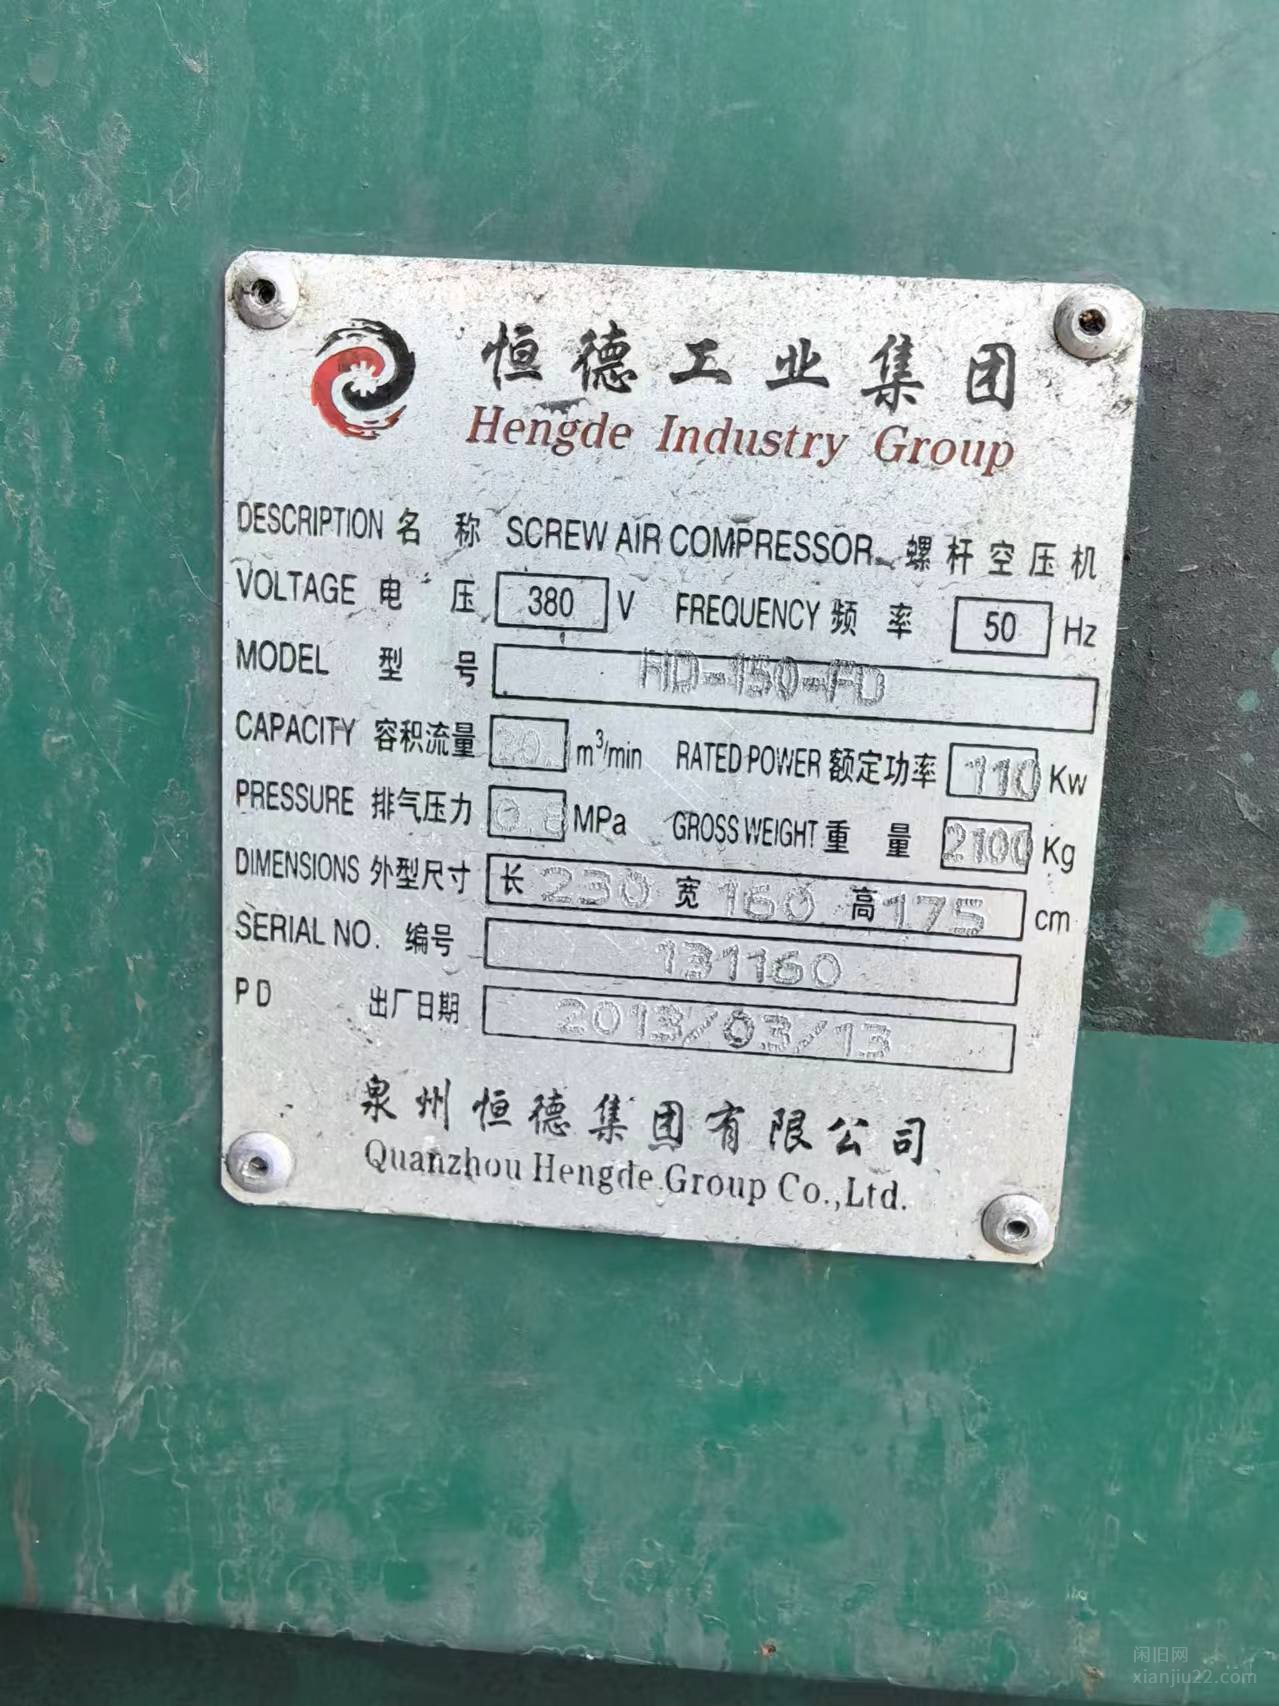 恒德工业集团
Hengde Industry Group
DESCRIPTION 名称 SCREW AIR COMPRESSOR 螺杆空压机
VOLTAGE 电压 380 V FREQUENCY 频率 50 Hz
MODEL 型号 HD-150-FD
CAPACITY 容积流量 m³/min RATED POWER 额定功率 110 Kw
PRESSURE 排气压力 0.8 MPa GROSS WEIGHT 重量 2100 Kg
DIMENSIONS 外型尺寸 长 230 宽 160 高 175 cm
SERIAL NO. 编号 131160
PD 出厂日期 2013/03/13
泉州恒德集团有限公司
Quanzhou Hengde Group Co.,Ltd.
闲旧网
xianjiu22.com